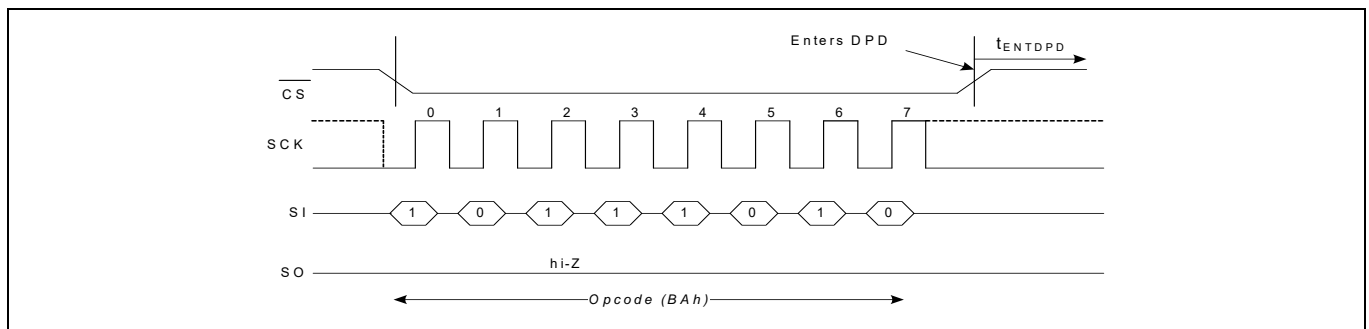 Enters DPD
tENTDPD
CS
0 1 2 3 4 5 6 7
SCK
SI 1 0 1 1 1 0 1 0
hi-Z
SO
Opcode (BAh)